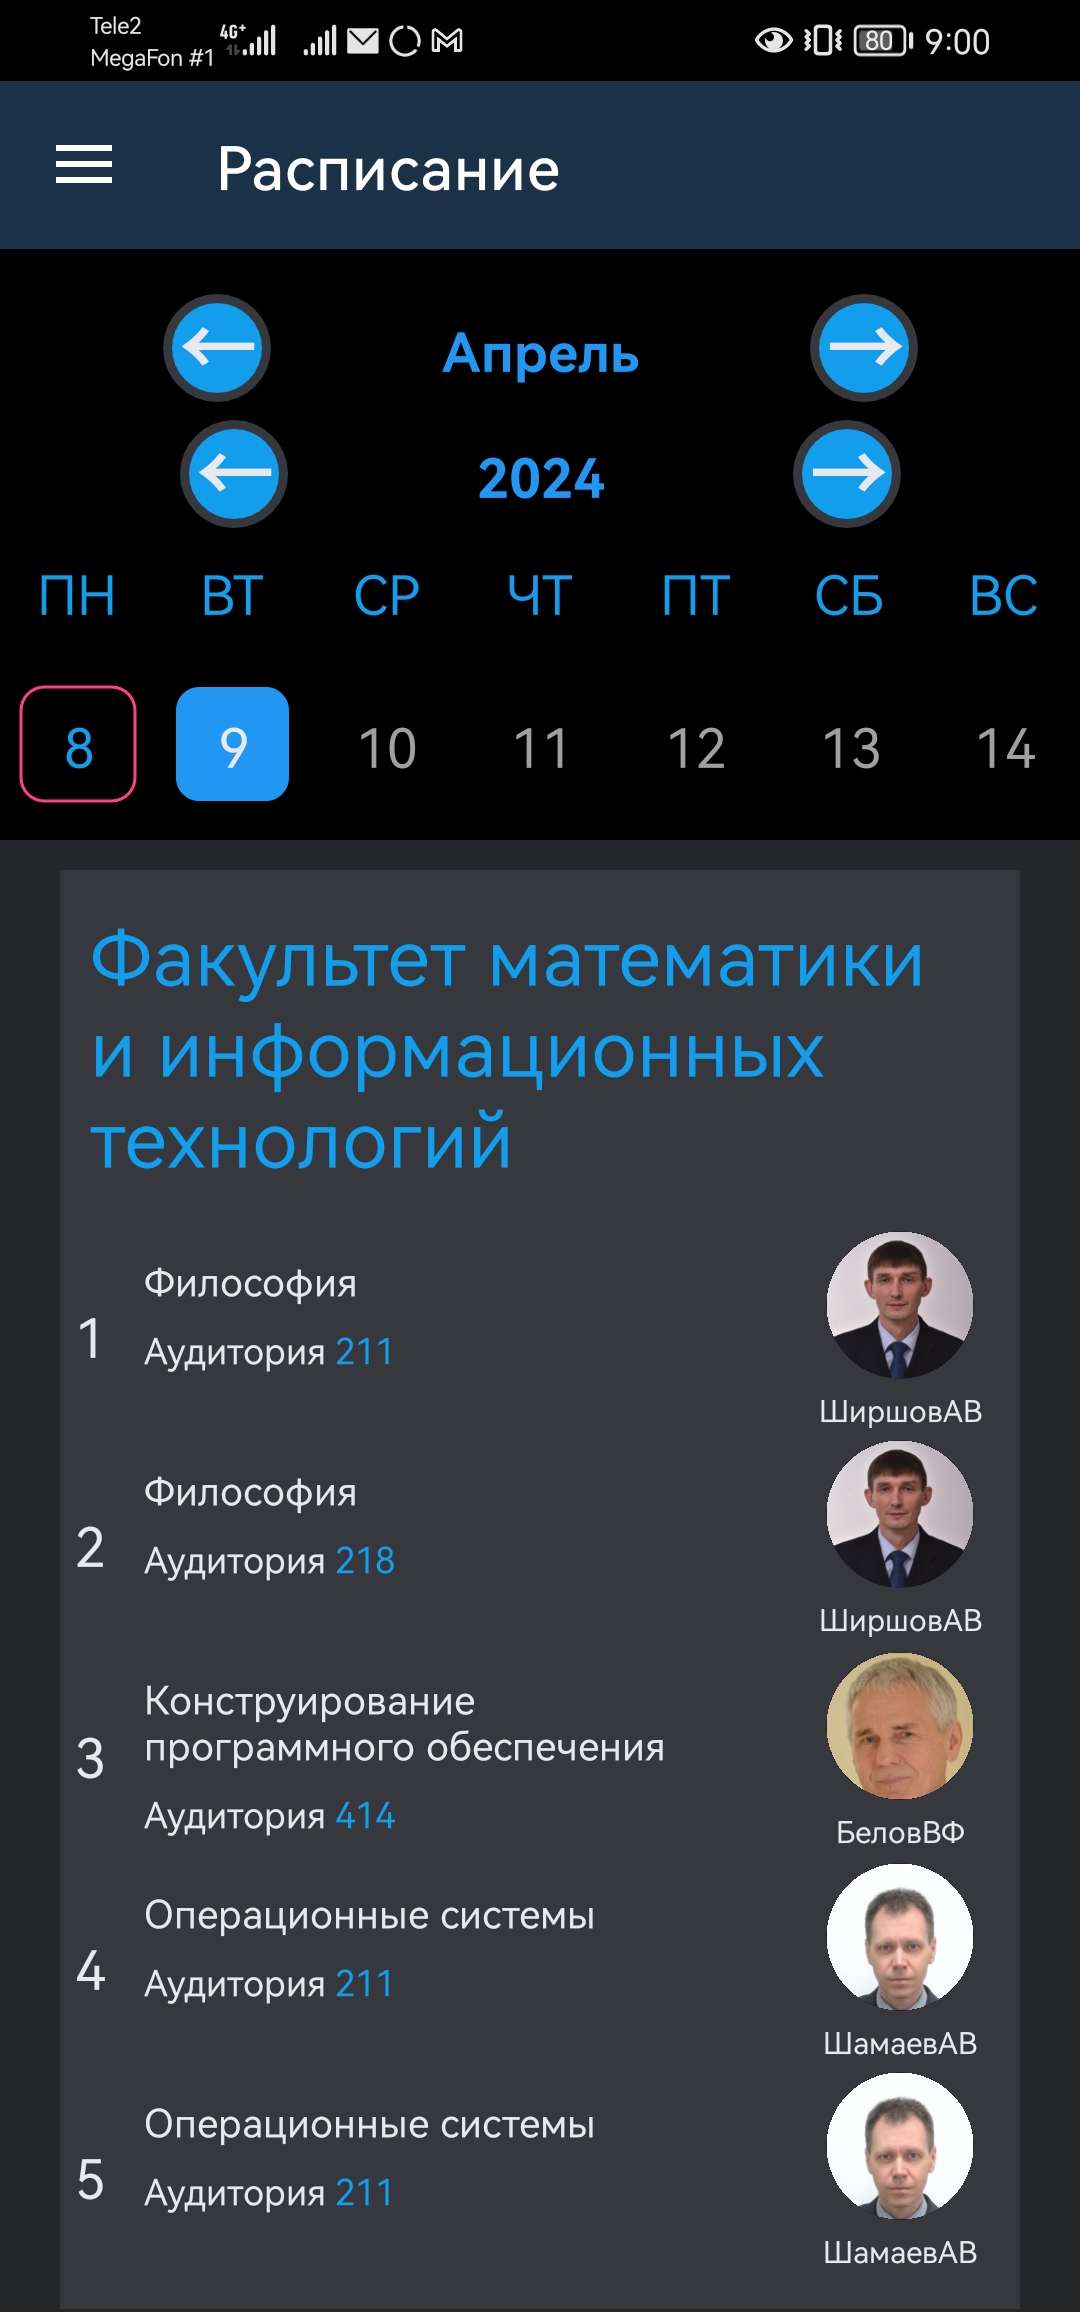 Tele2
MegaFon #1
4G+
80
9:00
Расписание
Апрель
2024
ПН ВТ СР ЧТ ПТ СБ ВС
8 9 10 11 12 13 14
Факультет математики
и информационных
технологий
1
Философия
Аудитория 211
ШиршовАВ
2
Философия
Аудитория 218
ШиршовАВ
3
Конструирование
программного обеспечения
Аудитория 414
БеловВФ
4
Операционные системы
Аудитория 211
ШамаевАВ
5
Операционные системы
Аудитория 211
ШамаевАВ